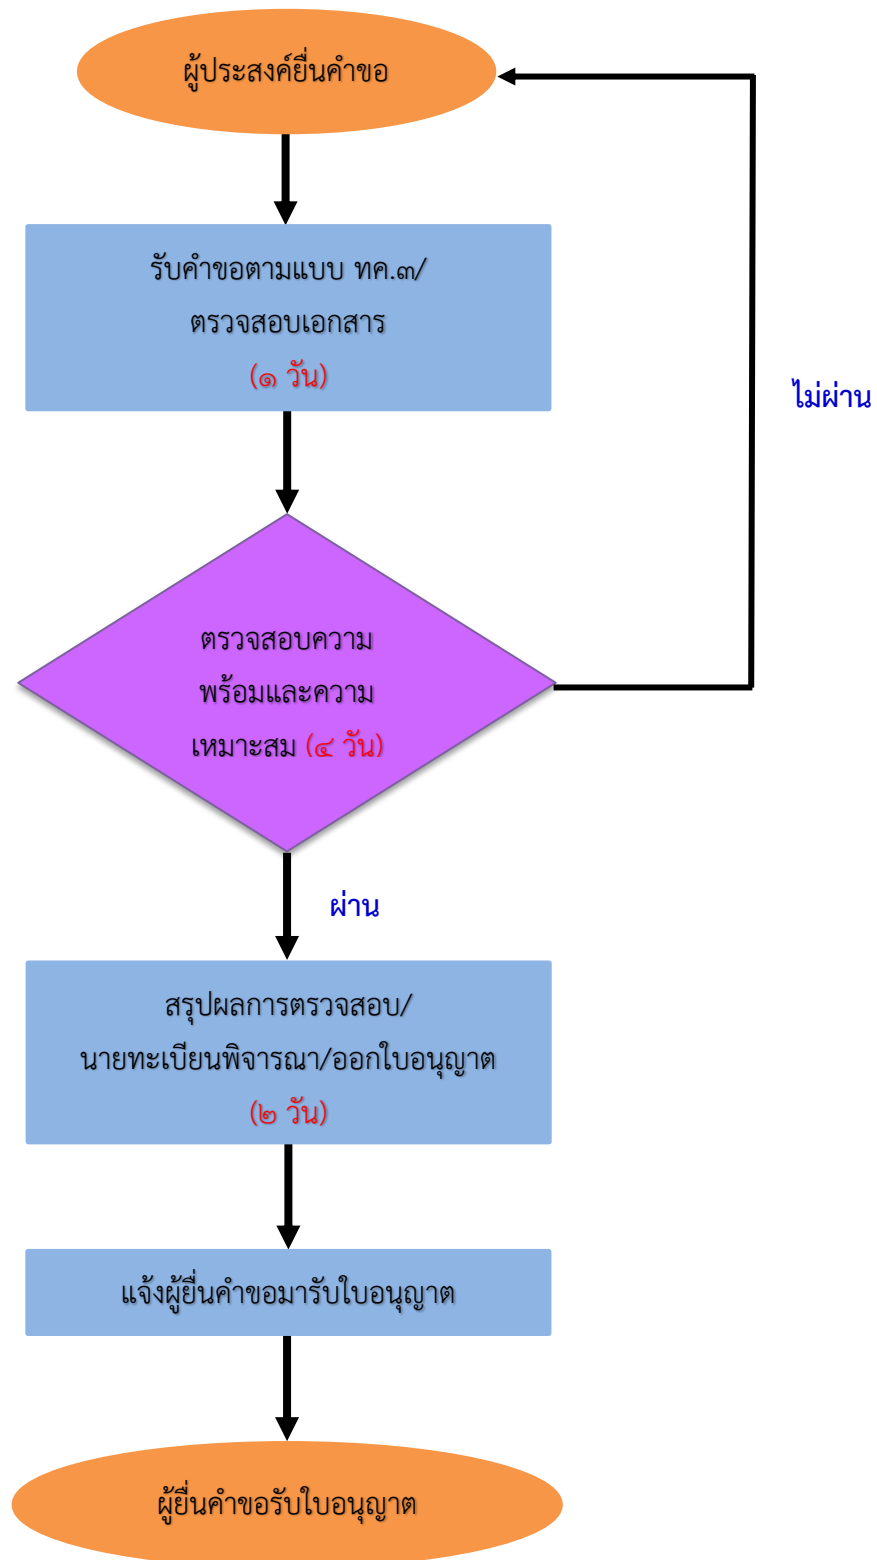 ผู้ประสงค์ยื่นคำขอ
รับคำขอตามแบบ ทค.๓/
ตรวจสอบเอกสาร
(๑ วัน)
ไม่ผ่าน
ตรวจสอบความ
พร้อมและความ
เหมาะสม (๔ วัน)
ผ่าน
สรุปผลการตรวจสอบ/
นายทะเบียนพิจารณา/ออกใบอนุญาต
(๒ วัน)
แจ้งผู้ยื่นคำขอมารับใบอนุญาต
ผู้ยื่นคำขอรับใบอนุญาต